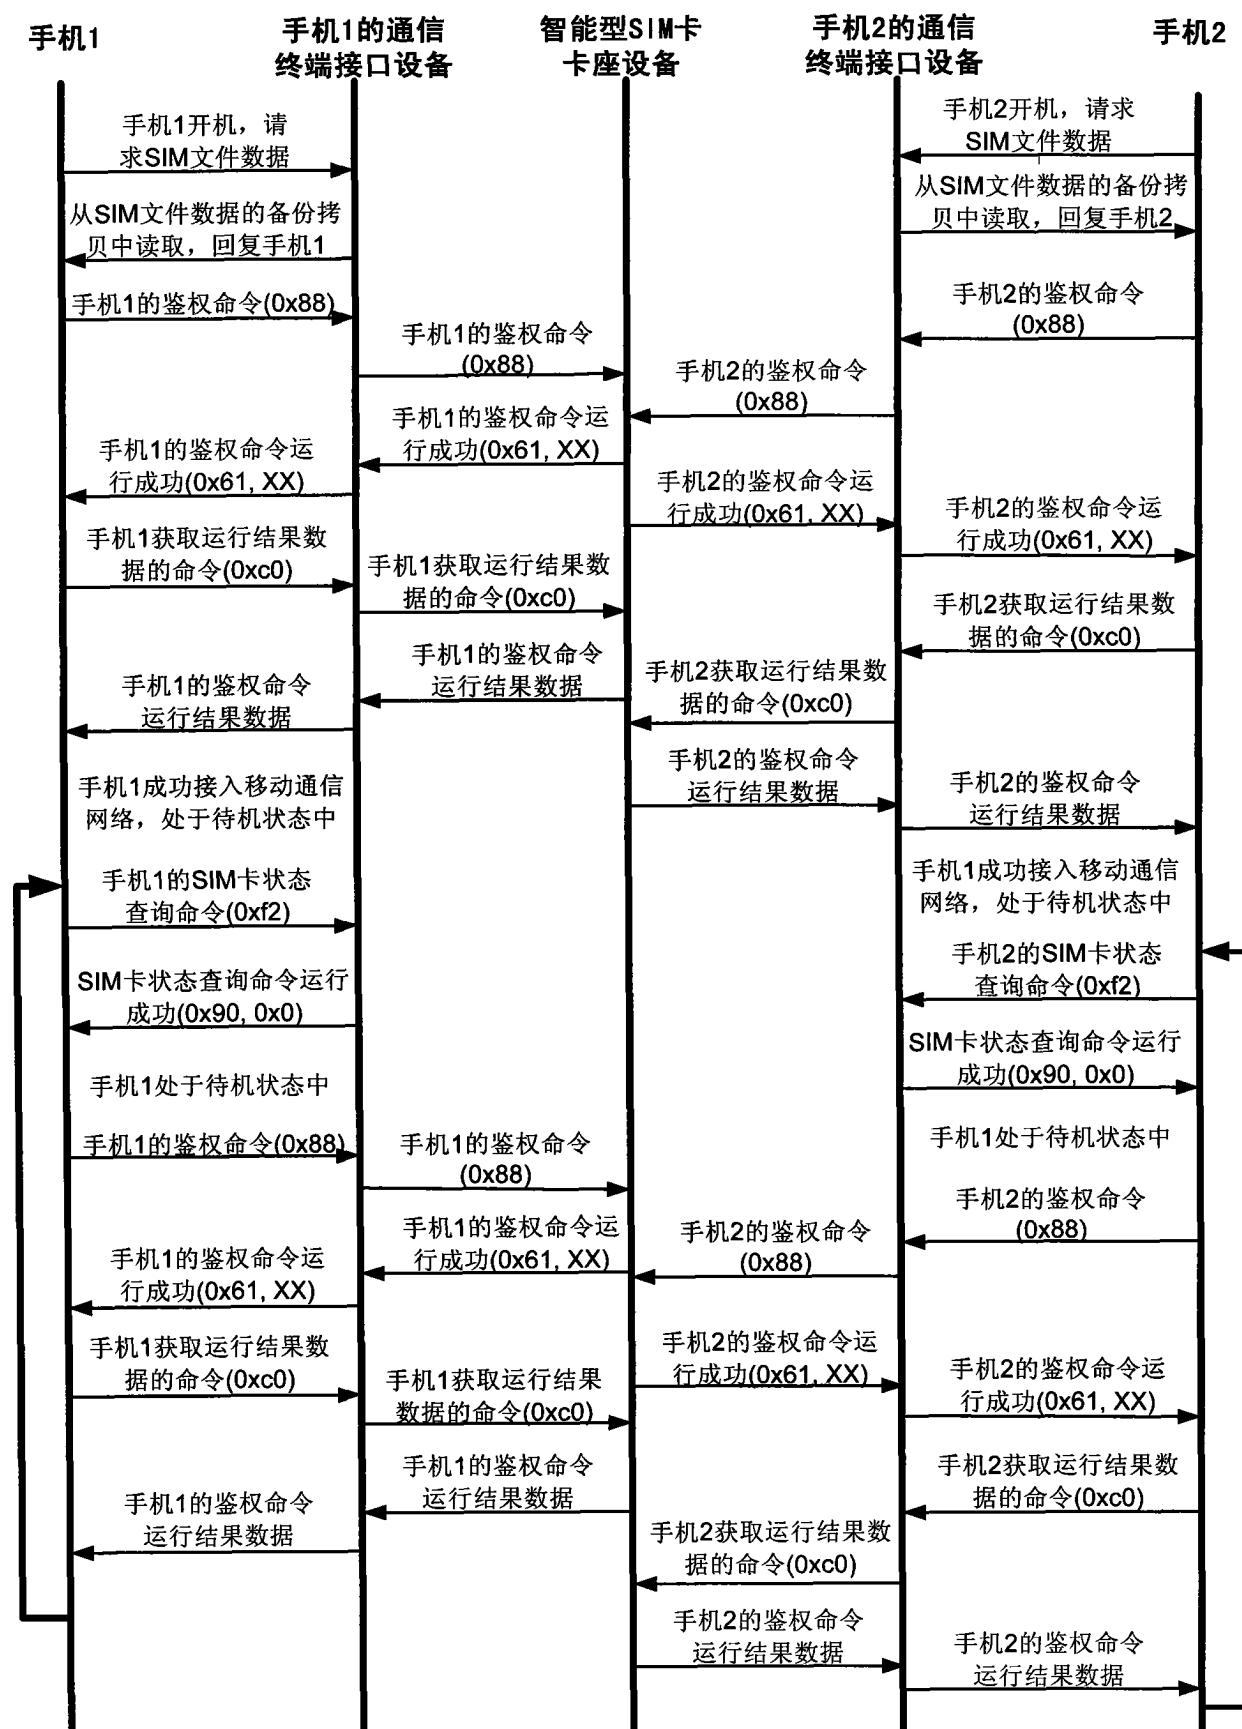 手机1
手机1的通信
终端接口设备
智能型SIM卡
卡座设备
手机2的通信
终端接口设备
手机2
手机1开机，请
求SIM文件数据
手机2开机，请求
SIM文件数据
从SIM文件数据的备份拷
贝中读取，回复手机1
从SIM文件数据的备份拷
贝中读取，回复手机2
手机1的鉴权命令(0x88)
手机2的鉴权命令
(0x88)
手机1的鉴权命令
(0x88)
手机2的鉴权命令
(0x88)
手机1的鉴权命令运
行成功(0x61, XX)
手机1的鉴权命令运
行成功(0x61, XX)
手机2的鉴权命令运
行成功(0x61, XX)
手机2的鉴权命令运
行成功(0x61, XX)
手机1获取运行结果数
据的命令(0xc0)
手机1获取运行结果数
据的命令(0xc0)
手机2获取运行结果数
据的命令(0xc0)
手机1的鉴权命令
运行结果数据
手机2获取运行结果数
据的命令(0xc0)
手机1的鉴权命令
运行结果数据
手机2的鉴权命令
运行结果数据
手机2的鉴权命令
运行结果数据
手机1成功接入移动通信
网络，处于待机状态中
手机1成功接入移动通信
网络，处于待机状态中
手机1的SIM卡状态
查询命令(0xf2)
手机2的SIM卡状态
查询命令(0xf2)
SIM卡状态查询命令运行
成功(0x90, 0x0)
SIM卡状态查询命令运行
成功(0x90, 0x0)
手机1处于待机状态中
手机1处于待机状态中
手机1的鉴权命令(0x88)
手机1的鉴权命令
(0x88)
手机2的鉴权命令
(0x88)
手机1的鉴权命令运
行成功(0x61, XX)
手机2的鉴权命令
(0x88)
手机1的鉴权命令运
行成功(0x61, XX)
手机1获取运行结果数
据的命令(0xc0)
手机2的鉴权命令运
行成功(0x61, XX)
手机2的鉴权命令运
行成功(0x61, XX)
手机1获取运行结果
数据的命令(0xc0)
手机1的鉴权命令
运行结果数据
手机2获取运行结果数
据的命令(0xc0)
手机1的鉴权命令
运行结果数据
手机2获取运行结果数
据的命令(0xc0)
手机2的鉴权命令
运行结果数据
手机2的鉴权命令
运行结果数据